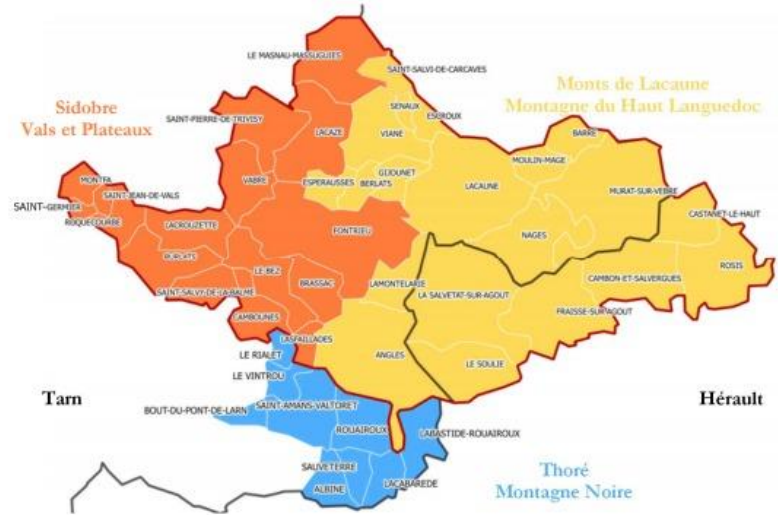 LE MASNAU-MASSUGUIES
SAINT-SALVI-DE-CARCAVES
Sidobre
Vals et Plateaux
Monts de Lacaune
Montagne du Haut Languedoc
SENAUX
ESCROUX
SAINT-PIERRE-DE-TRIVISY
LACAZE
VIANE
BARRE
MOULIN-MAGE
GIJOUNET
MONTFA
VABRE
ESPERAUSSES
BERLATS
LACAUNE
MURAT-SUR-VEBRE
SAINT-JEAN-DE-VALS
SAINT-GERMIER
ROQUECOURBE
LACROUZETTE
FONTRIEU
NAGES
CASTANET-LE-HAUT
BURLATS
LE BEZ
ROSIS
BRASSAC
LAMONTELARIE
CAMBON-ET-SALVERGUES
SAINT-SALVY-DE-LA-BALME
LA SALVETAT-SUR-AGOUT
CAMBOUNES
FRAISSE-SUR-AGOUT
LASFAILLADES
LE RIALET
ANGLES
LE SOULIE
LE VINTROU
Tarn
Hérault
BOUT-DU-PONT-DE-LARN
SAINT-AMANS-VALTORET
ROUAIROUX
LABASTIDE-ROUAIROUX
SAUVETERRE
Thoré
Montagne Noire
LACABAREDE
ALBINE